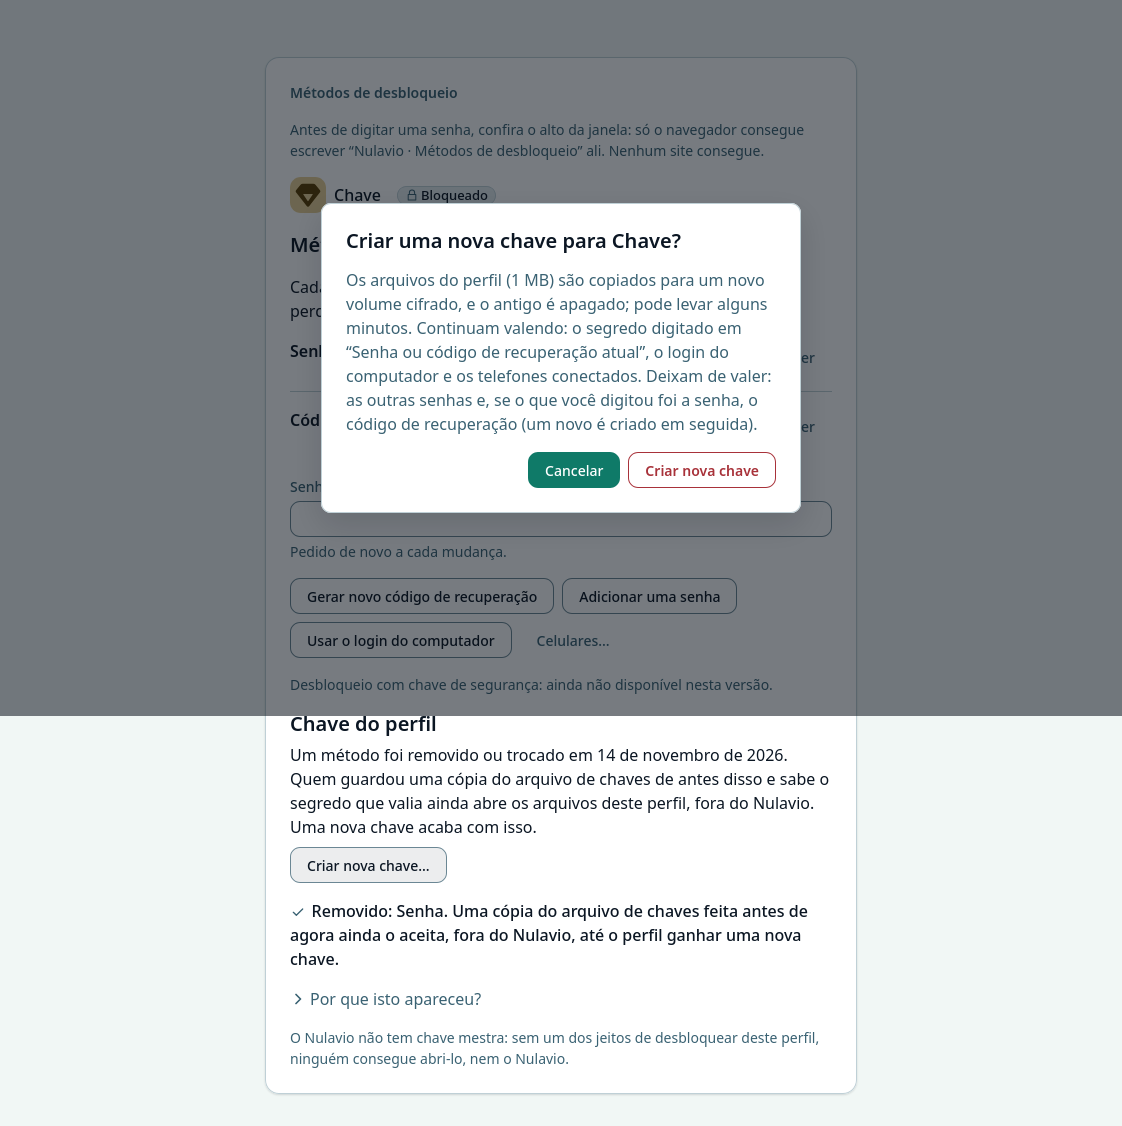 Métodos de desbloqueio
Antes de digitar uma senha, confira o alto da janela: só o navegador consegue
escrever “Nulavio · Métodos de desbloqueio” ali. Nenhum site consegue.
Chave
Bloqueado
Criar uma nova chave para Chave?
Os arquivos do perfil (1 MB) são copiados para um novo
volume cifrado, e o antigo é apagado; pode levar alguns
minutos. Continuam valendo: o segredo digitado em
“Senha ou código de recuperação atual”, o login do
computador e os telefones conectados. Deixam de valer:
as outras senhas e, se o que você digitou foi a senha, o
código de recuperação (um novo é criado em seguida).
Cancelar
Criar nova chave
Pedido de novo a cada mudança.
Gerar novo código de recuperação
Adicionar uma senha
Usar o login do computador
Celulares…
Desbloqueio com chave de segurança: ainda não disponível nesta versão.
Chave do perfil
Um método foi removido ou trocado em 14 de novembro de 2026.
Quem guardou uma cópia do arquivo de chaves de antes disso e sabe o
segredo que valia ainda abre os arquivos deste perfil, fora do Nulavio.
Uma nova chave acaba com isso.
Criar nova chave…
Removido: Senha. Uma cópia do arquivo de chaves feita antes de
agora ainda o aceita, fora do Nulavio, até o perfil ganhar uma nova
chave.
Por que isto apareceu?
O Nulavio não tem chave mestra: sem um dos jeitos de desbloquear deste perfil,
ninguém consegue abri-lo, nem o Nulavio.